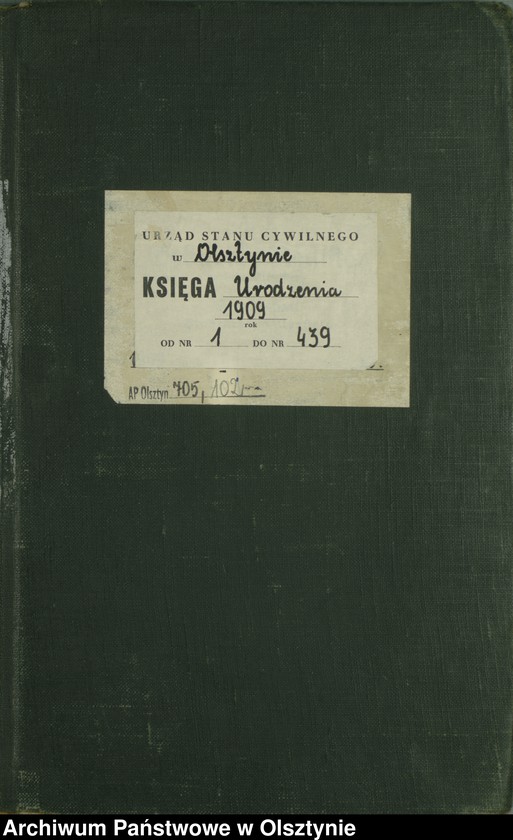 URZĄD STANU CYWILNEGO
w Olsztynie
KSIĘGA Urodzenia
1909
rok
OD NR 1 DO NR 439
AP Olsztyn 705, 102
Archiwum Państwowe w Olsztynie